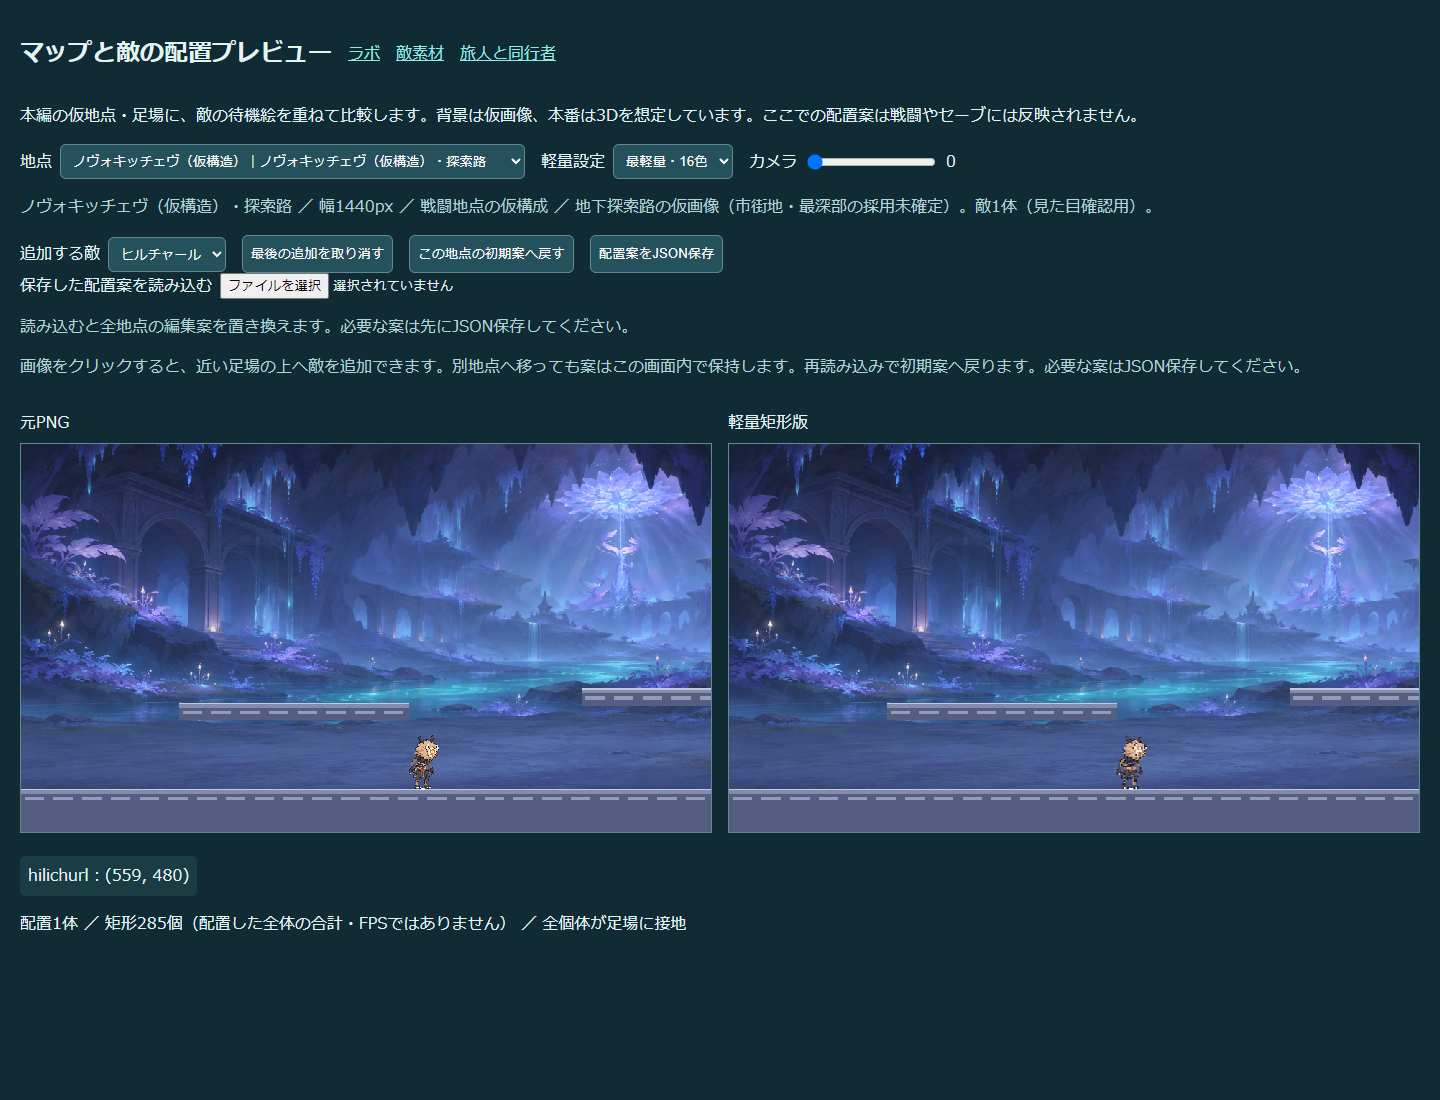 マップと敵の配置プレビュー ラボ 敵素材 旅人と同行者
本編の仮地点・足場に、敵の待機絵を重ねて比較します。背景は仮画像、本番は3Dを想定しています。ここでの配置案は戦闘やセーブには反映されません。
地点 ノヴォキッチェヴ（仮構造）｜ノヴォキッチェヴ（仮構造）・探索路 軽量設定 最軽量・16色 カメラ 0
ノヴォキッチェヴ（仮構造）・探索路 ／ 幅1440px ／ 戦闘地点の仮構成 ／ 地下探索路の仮画像（市街地・最深部の採用未確定）。敵1体（見た目確認用）。
追加する敵 ヒルチャール 最後の追加を取り消す この地点の初期案へ戻す 配置案をJSON保存
保存した配置案を読み込む ファイルを選択 選択されていません
読み込むと全地点の編集案を置き換えます。必要な案は先にJSON保存してください。
画像をクリックすると、近い足場の上へ敵を追加できます。別地点へ移っても案はこの画面内で保持します。再読み込みで初期案へ戻ります。必要な案はJSON保存してください。
元PNG
軽量矩形版
hilichurl : (559, 480)
配置1体 ／ 矩形285個（配置した全体の合計・FPSではありません） ／ 全個体が足場に接地